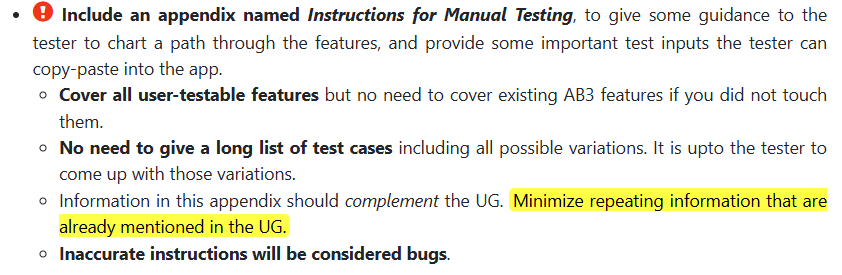 • ! Include an appendix named Instructions for Manual Testing, to give some guidance to the
tester to chart a path through the features, and provide some important test inputs the tester can
copy-paste into the app.
◦ Cover all user-testable features but no need to cover existing AB3 features if you did not touch
them.
◦ No need to give a long list of test cases including all possible variations. It is upto the tester to
come up with those variations.
◦ Information in this appendix should complement the UG. Minimize repeating information that are
already mentioned in the UG.
◦ Inaccurate instructions will be considered bugs.